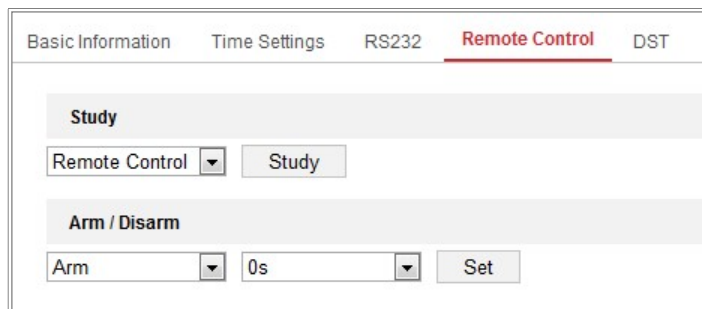 Basic Information Time Settings RS232 Remote Control DST
Study
Remote Control Study
Arm / Disarm
Arm 0s Set